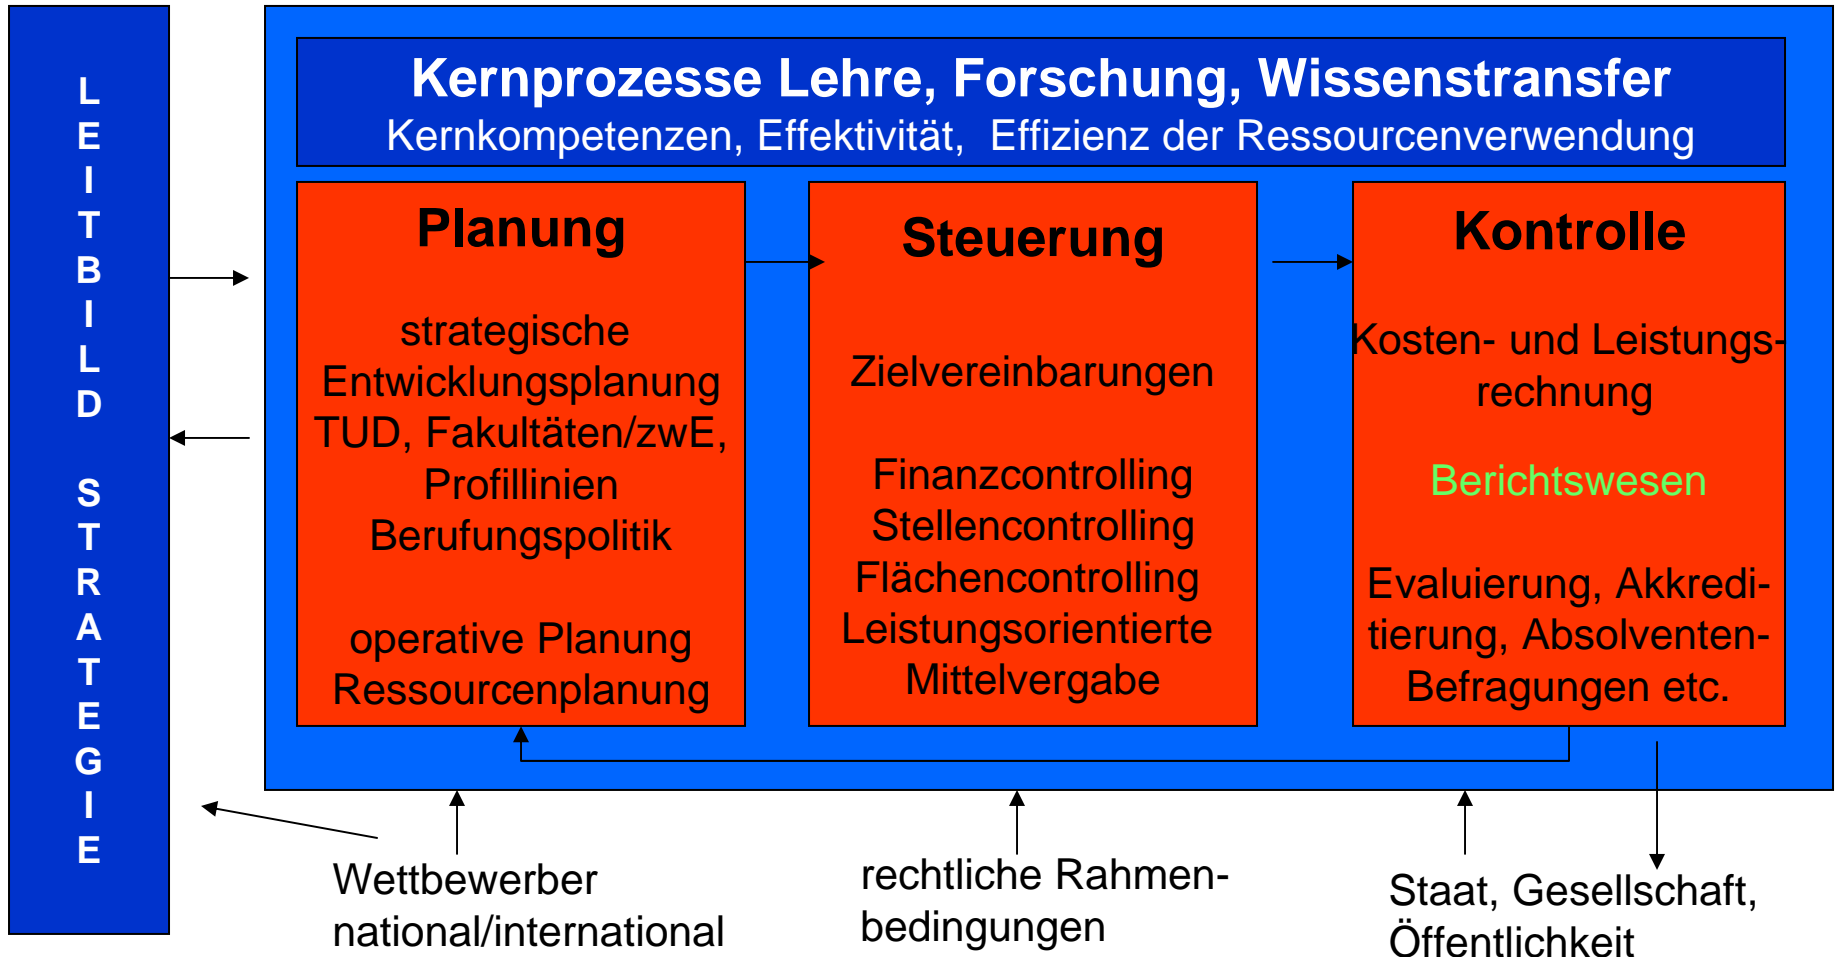 LEITBILD STRATEGIE
Kernprozesse Lehre, Forschung, Wissenstransfer
Kernkompetenzen, Effektivität, Effizienz der Ressourcenverwendung
Planung
strategische
Entwicklungsplanung
TUD, Fakultäten/zwE,
Profillinien
Berufungspolitik
operative Planung
Ressourcenplanung
Steuerung
Zielvereinbarungen
Finanzcontrolling
Stellencontrolling
Flächencontrolling
Leistungsorientierte
Mittelvergabe
Kontrolle
Kosten- und Leistungs-
rechnung
Berichtswesen
Evaluierung, Akkredi-
tierung, Absolventen-
Befragungen etc.
Wettbewerber
national/international
rechtliche Rahmen-
bedingungen
Staat, Gesellschaft,
Öffentlichkeit